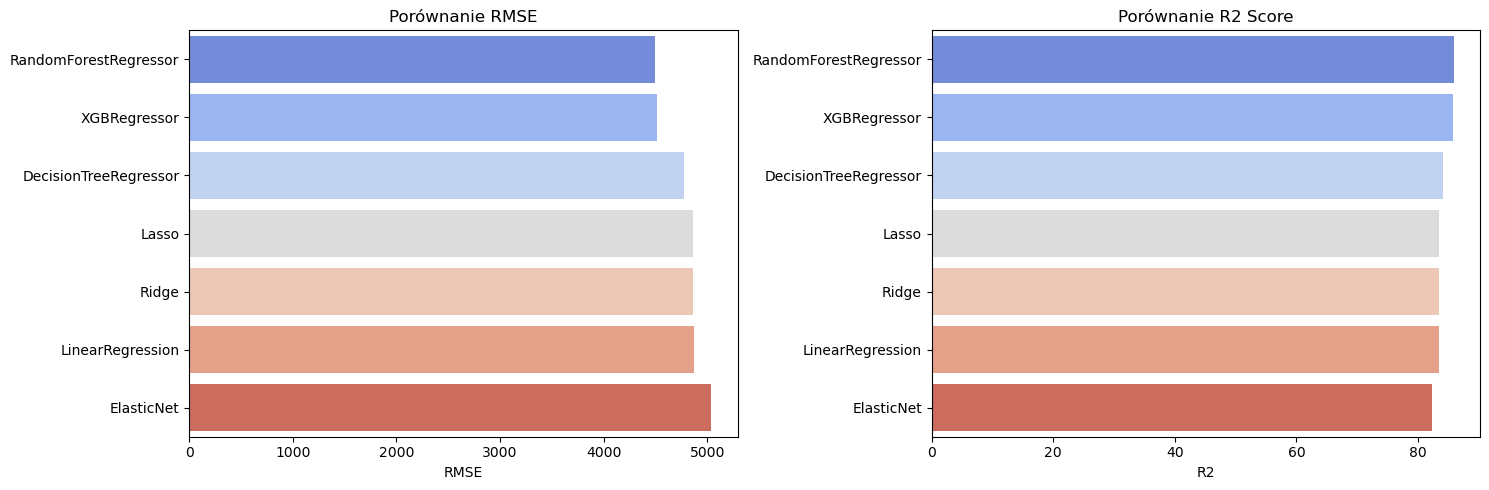 Porównanie RMSE
RandomForestRegressor
XGBRegressor
DecisionTreeRegressor
Lasso
Ridge
LinearRegression
ElasticNet
0 1000 2000 3000 4000 5000
RMSE
Porównanie R2 Score
RandomForestRegressor
XGBRegressor
DecisionTreeRegressor
Lasso
Ridge
LinearRegression
ElasticNet
0 20 40 60 80
R2